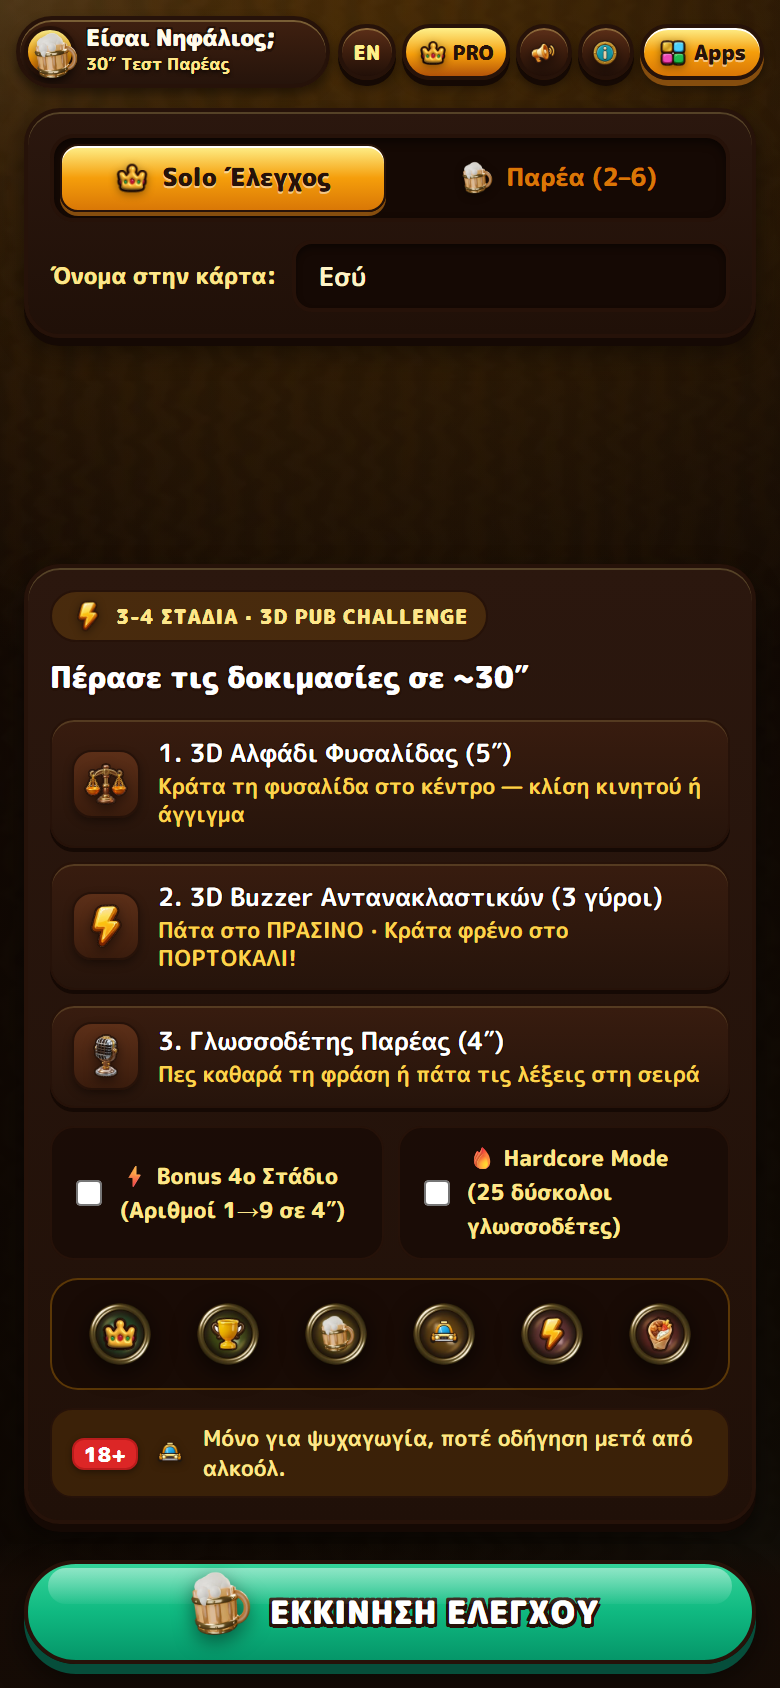 Είσαι Νηφάλιος;
30″ Τεστ Παρέας
EN
PRO
Apps
Solo Έλεγχος
Παρέα (2–6)
Όνομα στην κάρτα:
Εσύ
3-4 ΣΤΑΔΙΑ · 3D PUB CHALLENGE
Πέρασε τις δοκιμασίες σε ~30″
1. 3D Αλφάδι Φυσαλίδας (5″)
Κράτα τη φυσαλίδα στο κέντρο — κλίση κινητού ή
άγγιγμα
2. 3D Buzzer Αντανακλαστικών (3 γύροι)
Πάτα στο ΠΡΑΣΙΝΟ · Κράτα φρένο στο
ΠΟΡΤΟΚΑΛΙ!
3. Γλωσσοδέτης Παρέας (4″)
Πες καθαρά τη φράση ή πάτα τις λέξεις στη σειρά
Bonus 4ο Στάδιο
(Αριθμοί 1→9 σε 4″)
Hardcore Mode
(25 δύσκολοι
γλωσσοδέτες)
18+
Μόνο για ψυχαγωγία, ποτέ οδήγηση μετά από
αλκοόλ.
ΕΚΚΙΝΗΣΗ ΕΛΕΓΧΟΥ